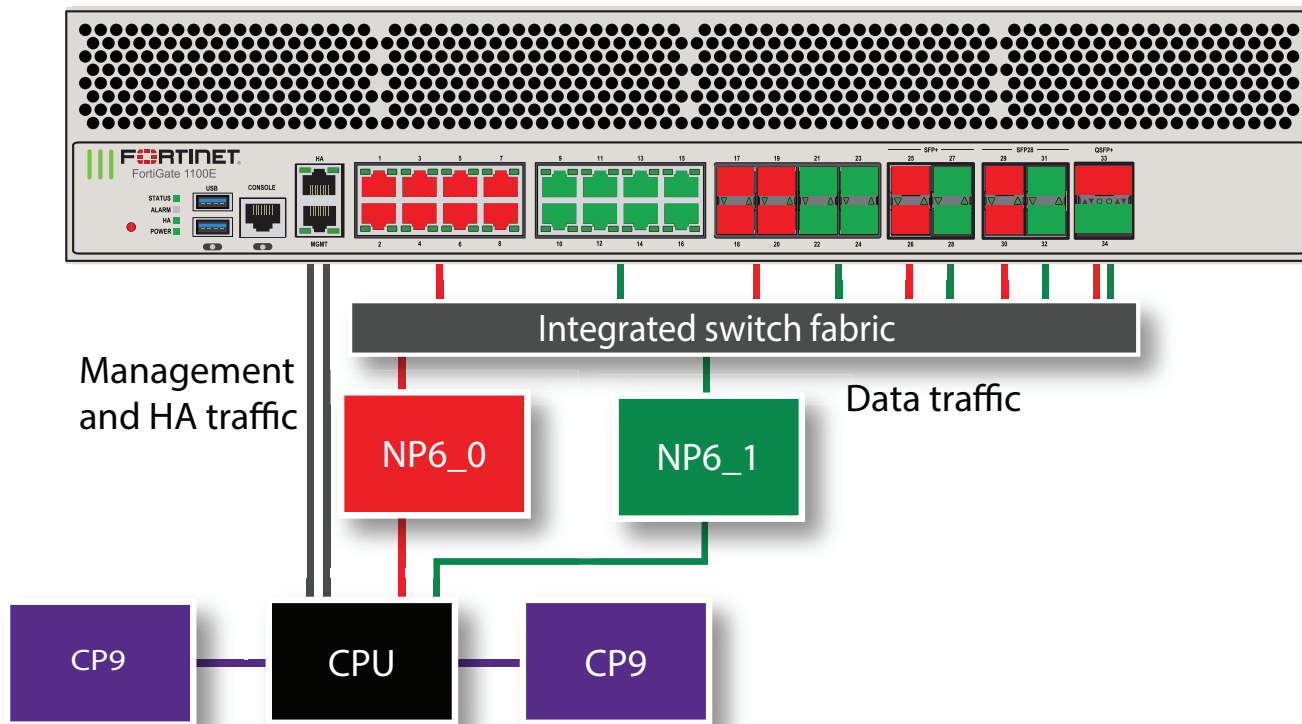 SFP+ SFP28 QSFP+
HA 1 3 5 7 9 11 13 15 17 19 21 23 25 27 29 31 33
FORTINET
FortiGate 1100E
USB CONSOLE
STATUS
ALARM
HA
POWER
MGMT 2 4 6 8 10 12 14 16 18 20 22 24 26 28 30 32 34
Integrated switch fabric
Management
and HA traffic
Data traffic
NP6_0
NP6_1
CP9
CPU
CP9